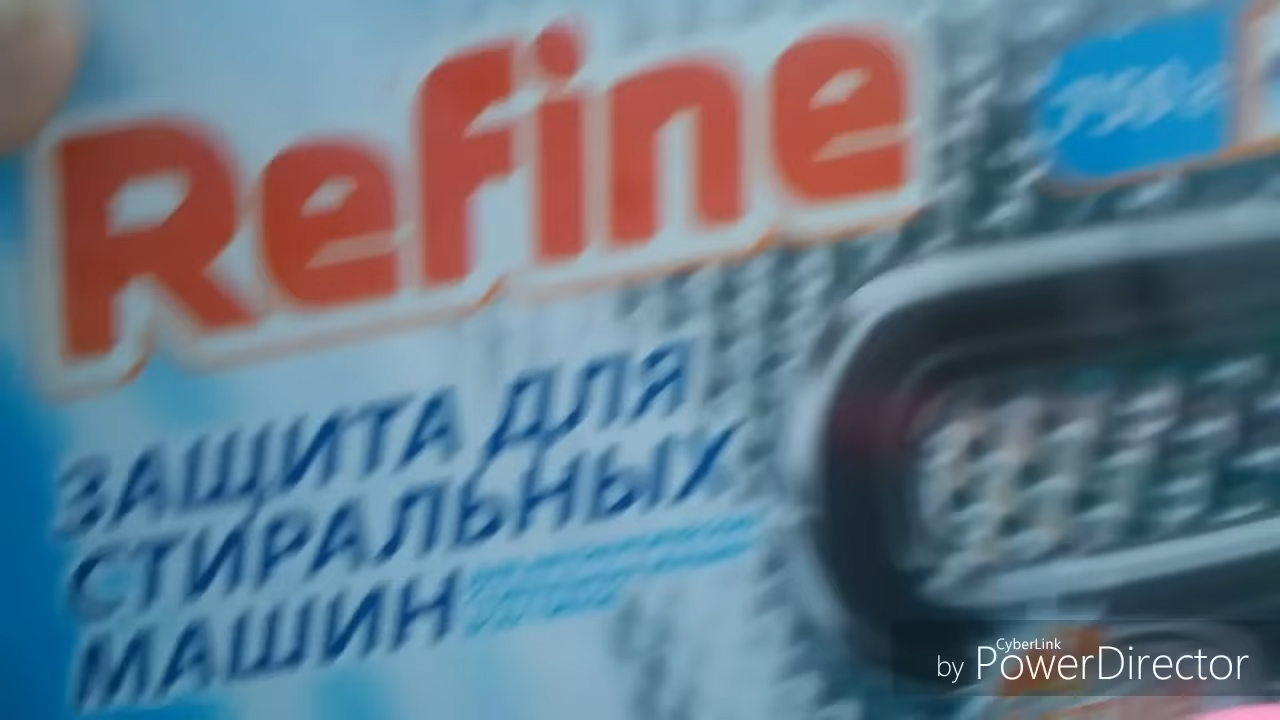 Refine
ЗАЩИТА ДЛЯ
СТИРАЛЬНЫХ
МАШИН
CyberLink
by PowerDirector